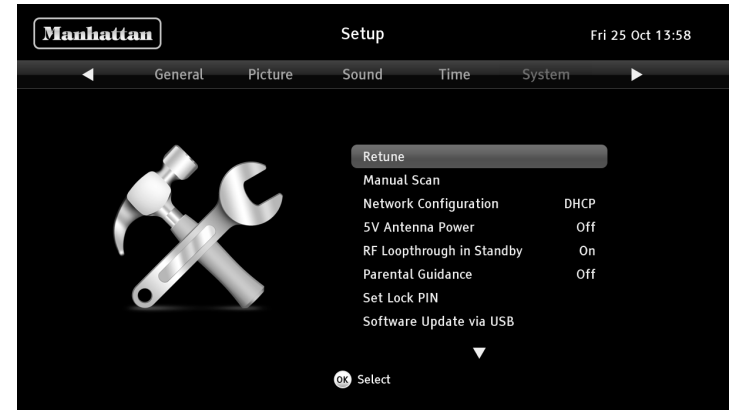 Manhattan Setup Fri 25 Oct 13:58
General Picture Sound Time System
Retune
Manual Scan
Network Configuration DHCP
5V Antenna Power Off
RF Loopthrough in Standby On
Parental Guidance Off
Set Lock PIN
Software Update via USB
OK Select